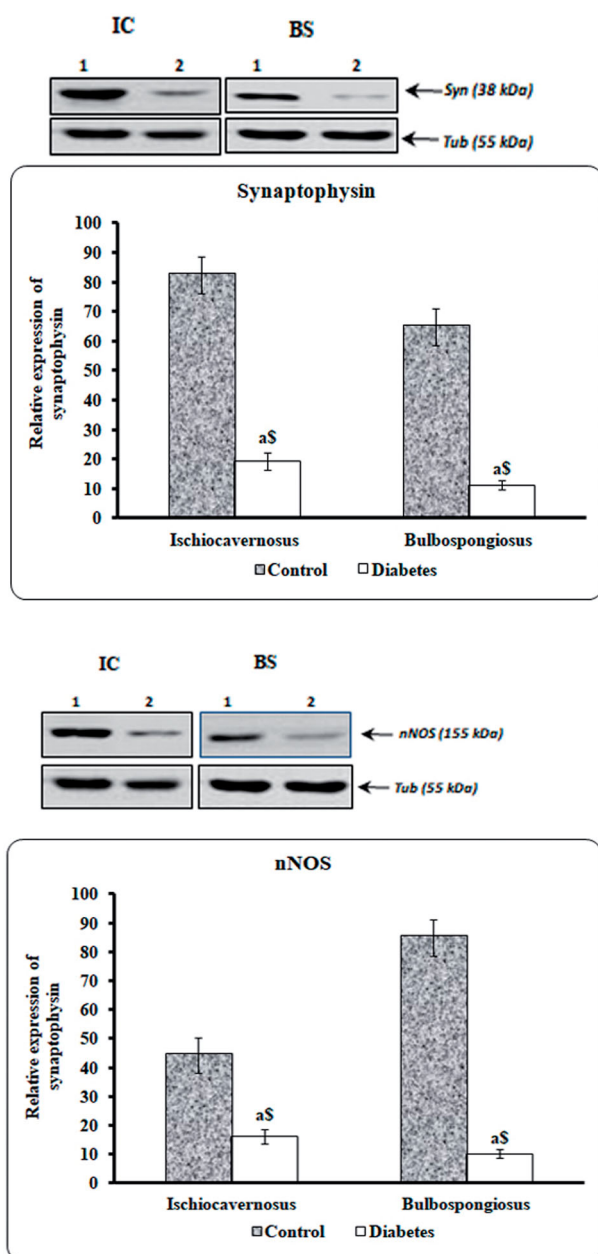 IC BS
1 2 1 2
Syn (38 kDa)
Tub (55 kDa)
Synaptophysin
Relative expression of
synaptophysin
100
90
80
70
60
50
40
30
20
10
0
a$ a$
Ischiocavernosus Bulbospongiosus
Control Diabetes
IC BS
1 2 1 2
nNOS (155 kDa)
Tub (55 kDa)
nNOS
Relative expression of
synaptophysin
100
90
80
70
60
50
40
30
20
10
0
a$ a$
Ischiocavernosus Bulbospongiosus
Control Diabetes